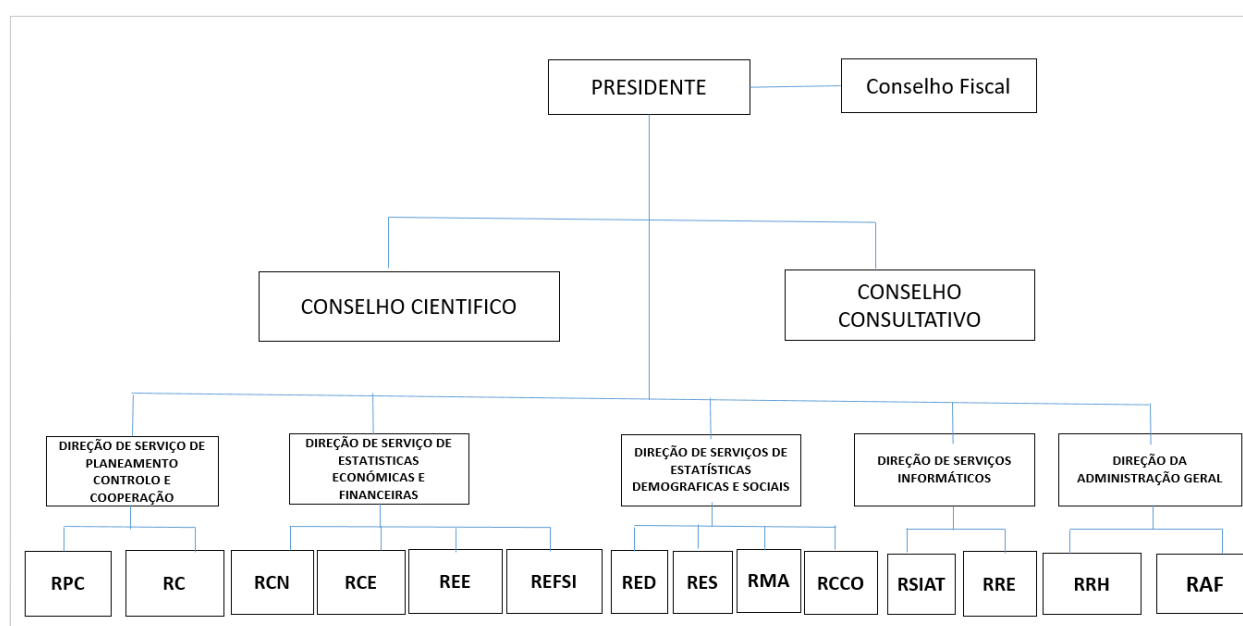 PRESIDENTE
Conselho Fiscal
CONSELHO CIENTIFICO
CONSELHO
CONSULTATIVO
DIREÇÃO DE SERVIÇO DE
PLANEAMENTO
CONTROLO E
COOPERAÇÃO
DIREÇÃO DE SERVIÇO DE
ESTATISTICAS
ECONÓMICAS E
FINANCEIRAS
DIREÇÃO DE SERVIÇOS DE
ESTATÍSTICAS
DEMOGRAFICAS E SOCIAIS
DIREÇÃO DE SERVIÇOS
INFORMÁTICOS
DIREÇÃO DA
ADMINISTRAÇÃO GERAL
RPC
RC
RCN
RCE
REE
REFSI
RED
RES
RMA
RCCO
RSIAT
RRE
RRH
RAF